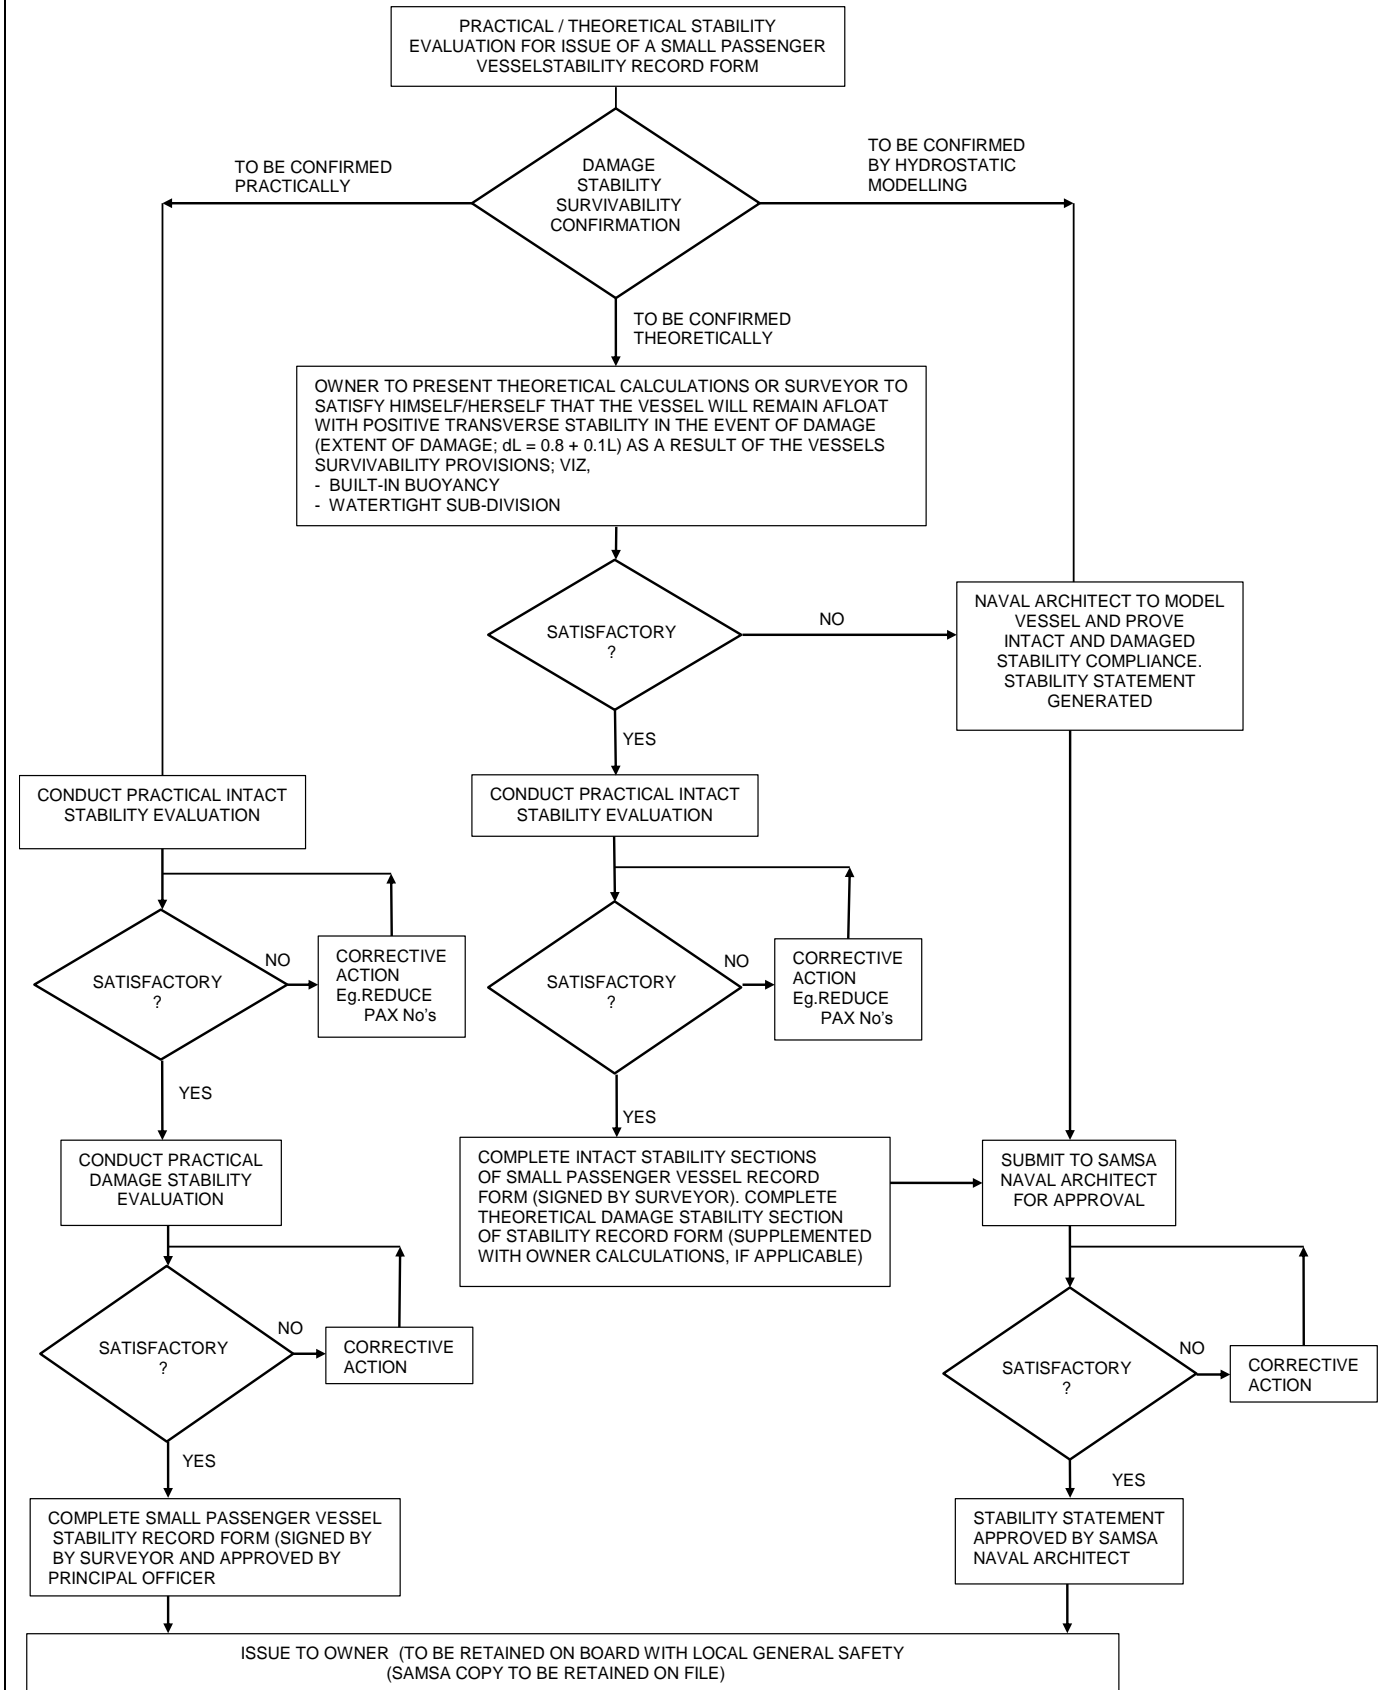 PRACTICAL / THEORETICAL STABILITY
EVALUATION FOR ISSUE OF A SMALL PASSENGER
VESSELSTABILITY RECORD FORM
TO BE CONFIRMED
PRACTICALLY
DAMAGE
STABILITY
SURVIVABILITY
CONFIRMATION
TO BE CONFIRMED
BY HYDROSTATIC
MODELLING
TO BE CONFIRMED
THEORETICALLY
OWNER TO PRESENT THEORETICAL CALCULATIONS OR SURVEYOR TO
SATISFY HIMSELF/HERSELF THAT THE VESSEL WILL REMAIN AFLOAT
WITH POSITIVE TRANSVERSE STABILITY IN THE EVENT OF DAMAGE
(EXTENT OF DAMAGE; dL = 0.8 + 0.1L) AS A RESULT OF THE VESSELS
SURVIVABILITY PROVISIONS; VIZ,
- BUILT-IN BUOYANCY
- WATERTIGHT SUB-DIVISION
SATISFACTORY
?
NO
NAVAL ARCHITECT TO MODEL
VESSEL AND PROVE
INTACT AND DAMAGED
STABILITY COMPLIANCE.
STABILITY STATEMENT
GENERATED
YES
CONDUCT PRACTICAL INTACT
STABILITY EVALUATION
CONDUCT PRACTICAL INTACT
STABILITY EVALUATION
SATISFACTORY
?
NO
CORRECTIVE
ACTION
Eg.REDUCE
PAX No's
SATISFACTORY
?
NO
CORRECTIVE
ACTION
Eg.REDUCE
PAX No's
YES
YES
CONDUCT PRACTICAL
DAMAGE STABILITY
EVALUATION
COMPLETE INTACT STABILITY SECTIONS
OF SMALL PASSENGER VESSEL RECORD
FORM (SIGNED BY SURVEYOR). COMPLETE
THEORETICAL DAMAGE STABILITY SECTION
OF STABILITY RECORD FORM (SUPPLEMENTED
WITH OWNER CALCULATIONS, IF APPLICABLE)
SUBMIT TO SAMSA
NAVAL ARCHITECT
FOR APPROVAL
SATISFACTORY
?
NO
CORRECTIVE
ACTION
SATISFACTORY
?
NO
CORRECTIVE
ACTION
YES
YES
COMPLETE SMALL PASSENGER VESSEL
STABILITY RECORD FORM (SIGNED BY
BY SURVEYOR AND APPROVED BY
PRINCIPAL OFFICER
STABILITY STATEMENT
APPROVED BY SAMSA
NAVAL ARCHITECT
ISSUE TO OWNER  (TO BE RETAINED ON BOARD WITH LOCAL GENERAL SAFETY
(SAMSA COPY TO BE RETAINED ON FILE)